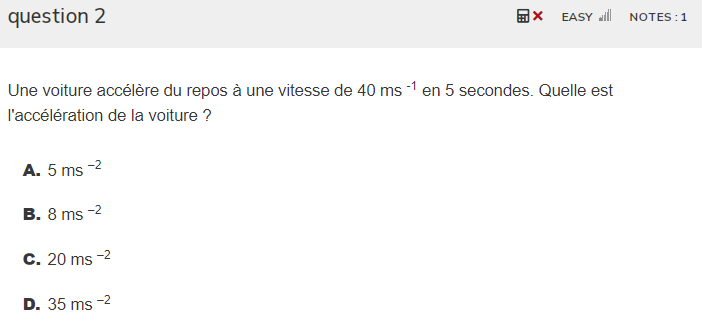 question 2 EASY NOTES : 1
Une voiture accélère du repos à une vitesse de 40 ms ⁻¹ en 5 secondes. Quelle est
l'accélération de la voiture ?
A. 5 ms ⁻²
B. 8 ms ⁻²
C. 20 ms ⁻²
D. 35 ms ⁻²